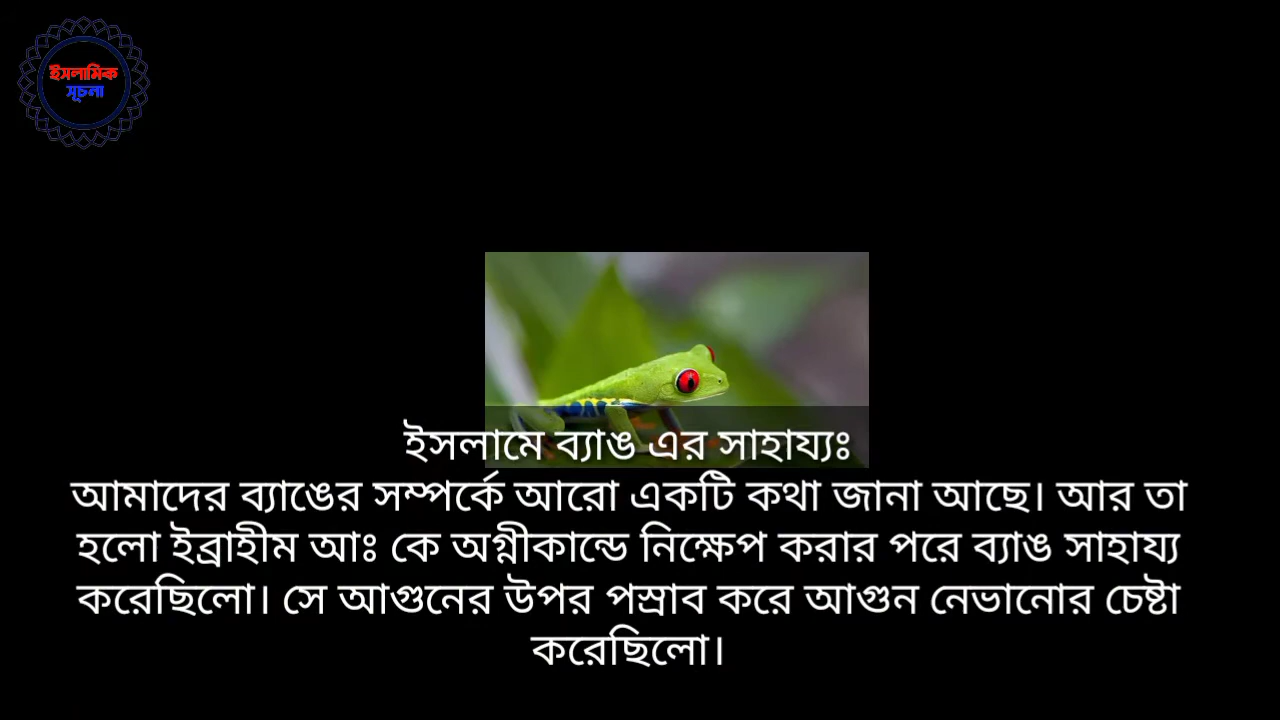 ইসলামিক
সূচনা
ইসলামে ব্যাঙ এর সাহায্যঃ
আমাদের ব্যাঙের সম্পর্কে আরো একটি কথা জানা আছে। আর তা
হলো ইব্রাহীম আঃ কে অগ্নীকান্ডে নিক্ষেপ করার পরে ব্যাঙ সাহায্য
করেছিলো। সে আগুনের উপর পস্রাব করে আগুন নেভানোর চেষ্টা
করেছিলো।